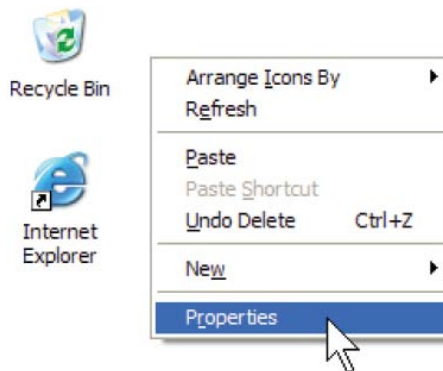 Recycle Bin
Internet
Explorer
Arrange Icons By
Refresh
Paste
Paste Shortcut
Undo Delete Ctrl+Z
New
Properties